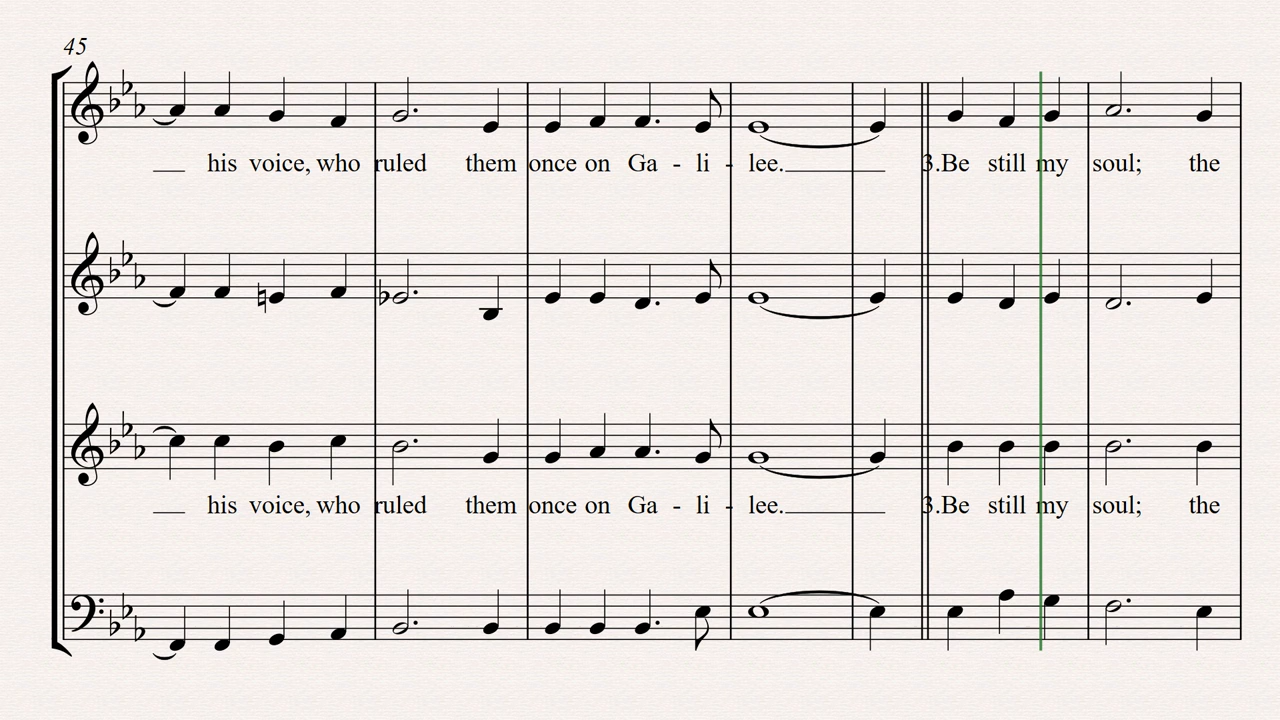 45
his voice, who ruled them once on Ga - li - lee. 3.Be still my soul; the
his voice, who ruled them once on Ga - li - lee. 3.Be still my soul; the